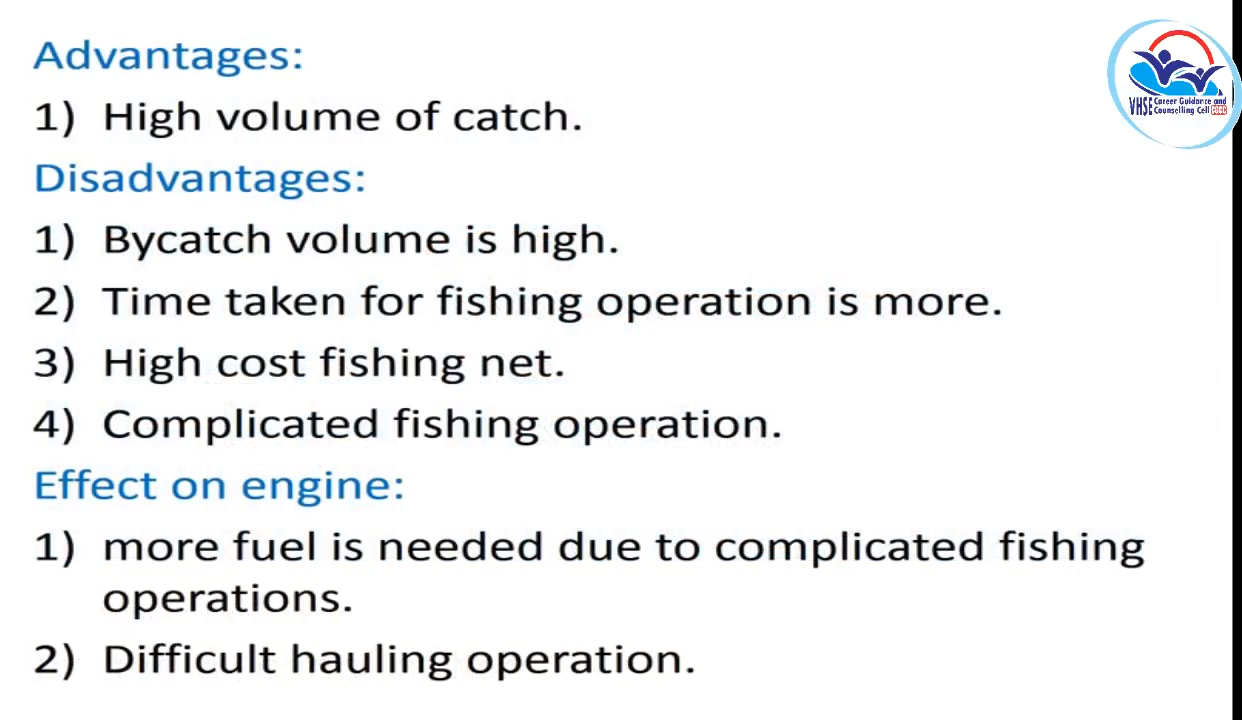 Advantages:
1) High volume of catch.
Disadvantages:
1) Bycatch volume is high.
2) Time taken for fishing operation is more.
3) High cost fishing net.
4) Complicated fishing operation.
Effect on engine:
1) more fuel is needed due to complicated fishing
operations.
2) Difficult hauling operation.
VHSE Career Guidance and
Counselling Cell